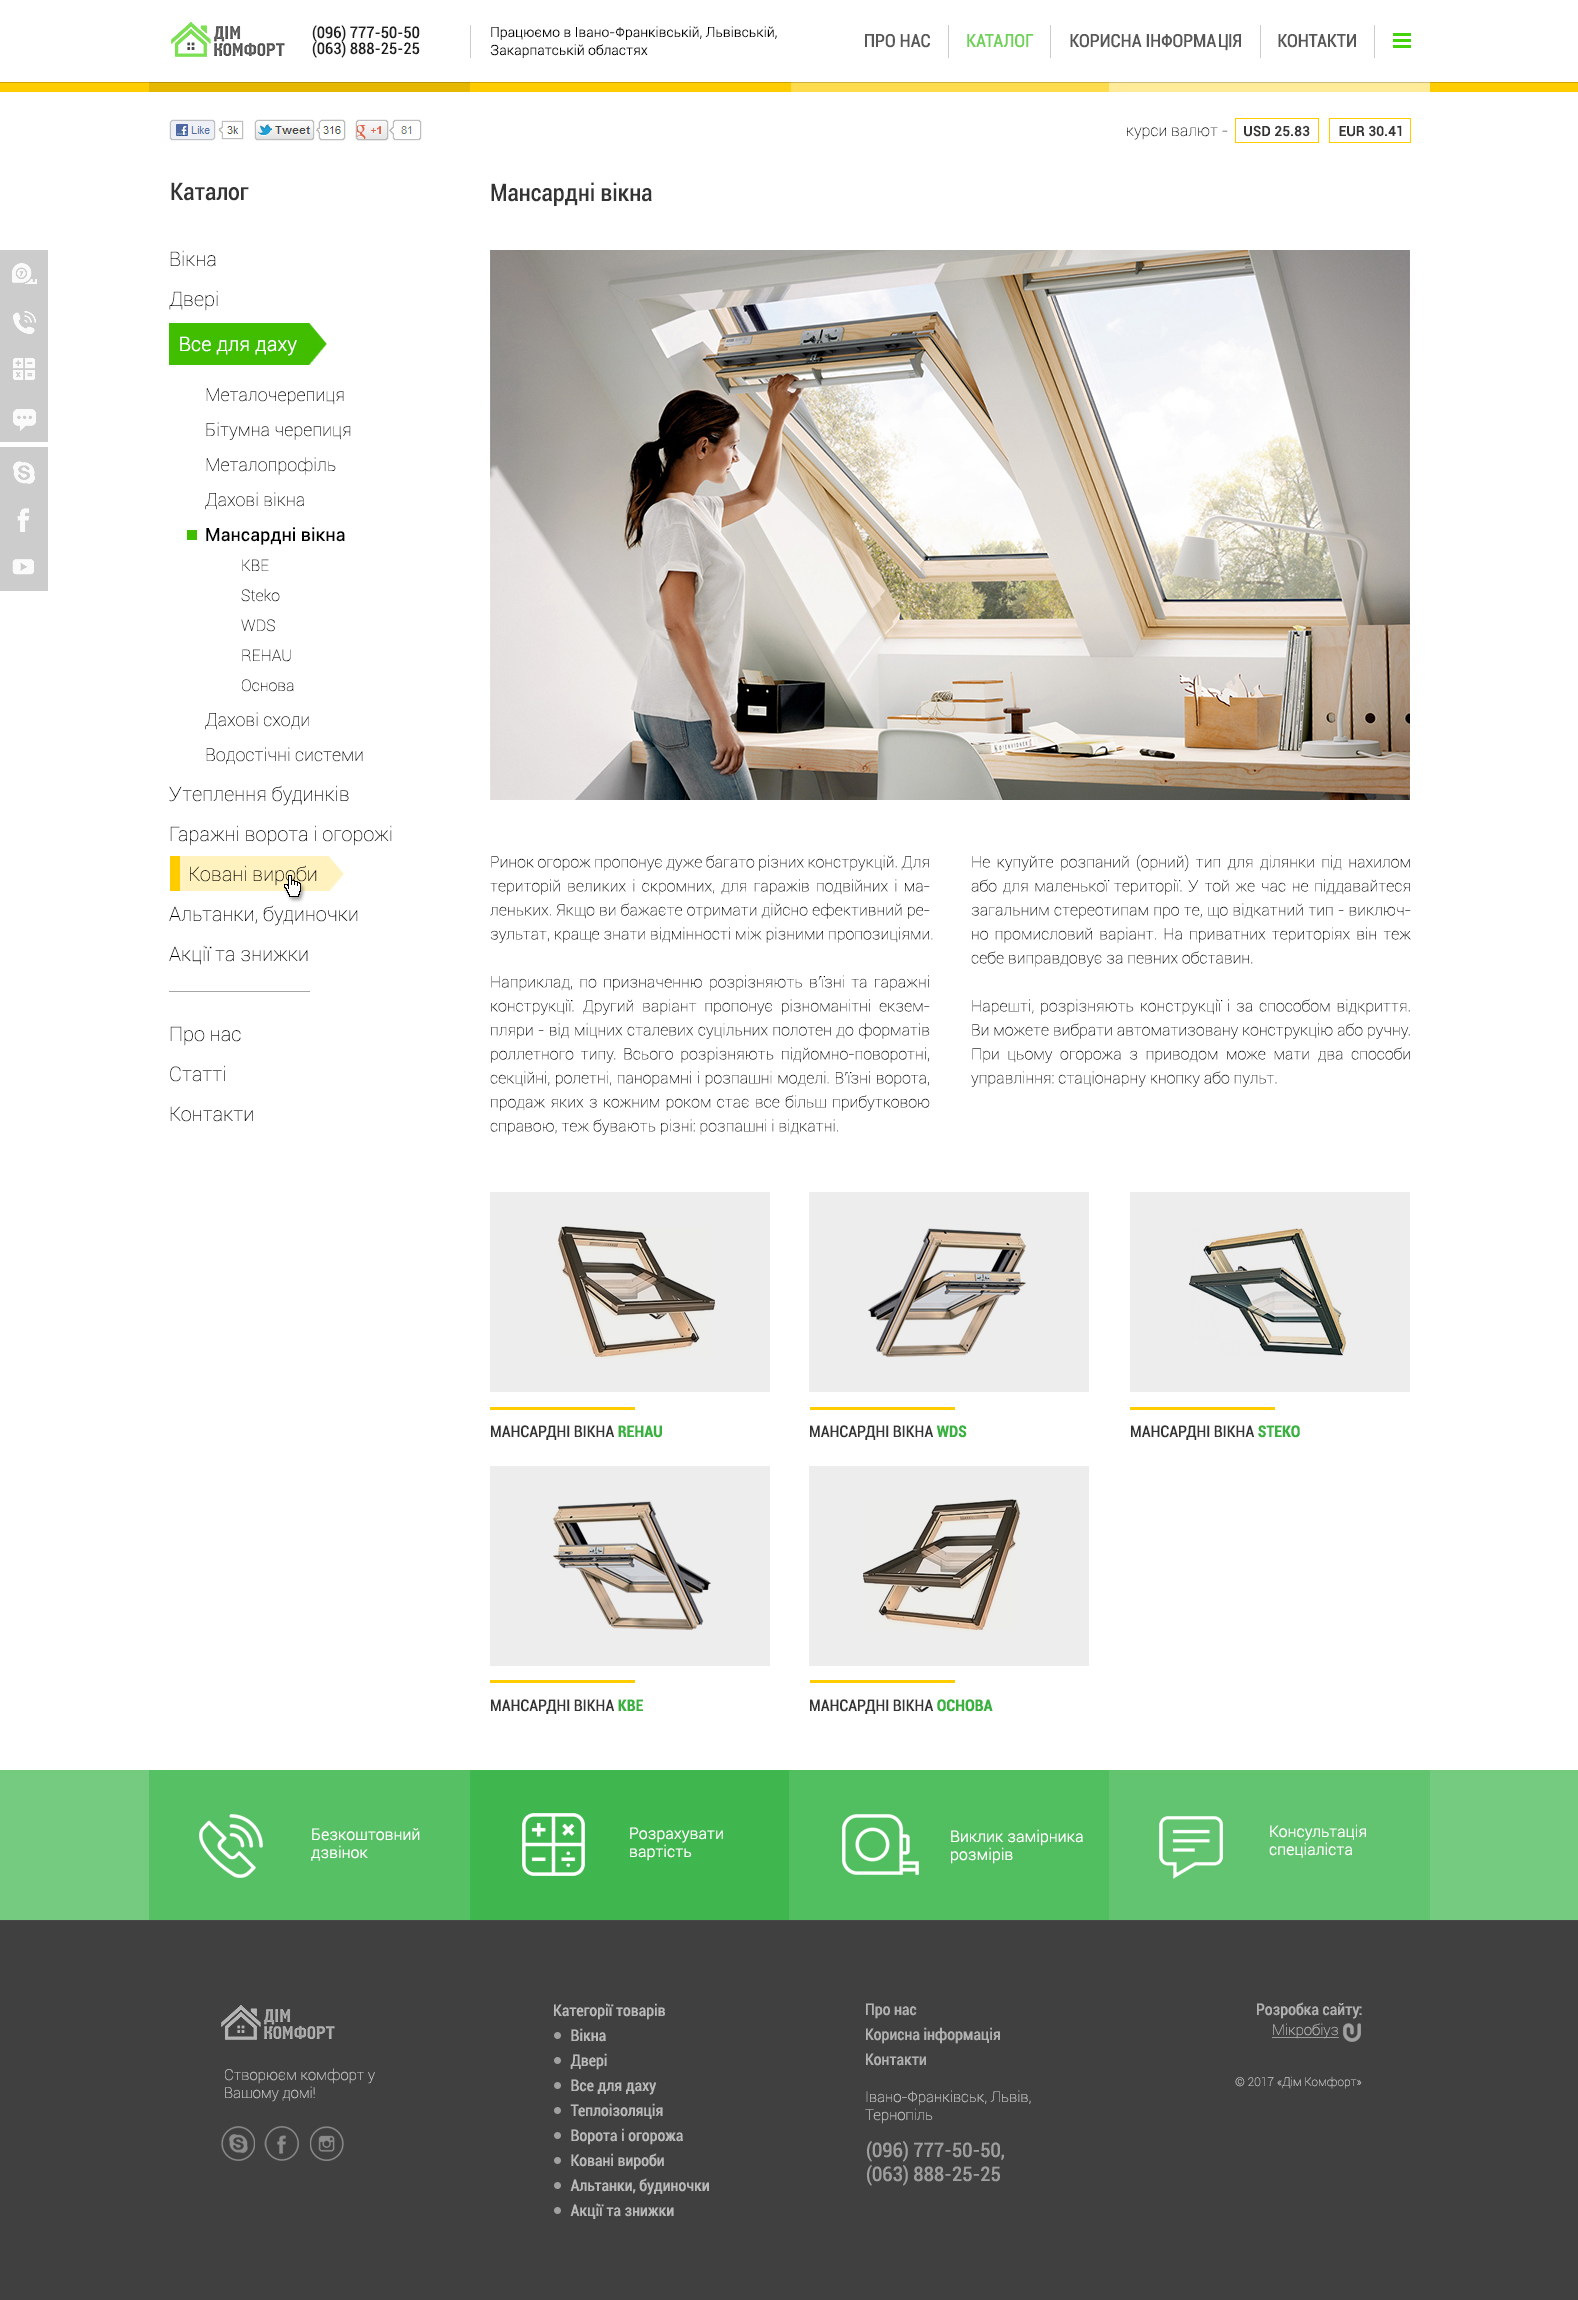 ДІМ
КОМФОРТ
(096) 777-50-50
(063) 888-25-25
Працюємо в Івано-Франківській, Львівській,
Закарпатській областях
ПРО НАС
КАТАЛОГ
КОРИСНА ІНФОРМАЦІЯ
КОНТАКТИ
Like 3k
Tweet 316
+1 81
курси валют -
USD 25.83
EUR 30.41
Каталог
Вікна
Двері
Все для даху
Металочерепиця
Бітумна черепиця
Металопрофіль
Дахові вікна
Мансардні вікна
КВЕ
Steko
WDS
REHAU
Основа
Дахові сходи
Водостічні системи
Утеплення будинків
Гаражні ворота і огорожі
Ковані вироби
Альтанки, будиночки
Акції та знижки
Про нас
Статті
Контакти
Мансардні вікна
Ринок огорож пропонує дуже багато різних конструкцій. Для
територій великих і скромних, для гаражів подвійних і ма-
леньких. Якщо ви бажаєте отримати дійсно ефективний ре-
зультат, краще знати відмінності між різними пропозиціями.
Наприклад, по призначенню розрізняють в'їзні та гаражні
конструкції. Другий варіант пропонує різноманітні екзем-
пляри - від міцних сталевих суцільних полотен до форматів
роллетного типу. Всього розрізняють підйомно-поворотні,
секційні, ролетні, панорамні і розпашні моделі. В'їзні ворота,
продаж яких з кожним роком стає все більш прибутковою
справою, теж бувають різні: розпашні і відкатні.
Не купуйте розпаний (орний) тип для ділянки під нахилом
або для маленької території. У той же час не піддавайтеся
загальним стереотипам про те, що відкатний тип - виключ-
но промисловий варіант. На приватних територіях він теж
себе виправдовує за певних обставин.
Нарешті, розрізняють конструкції і за способом відкриття.
Ви можете вибрати автоматизовану конструкцію або ручну.
При цьому огорожа з приводом може мати два способи
управління: стаціонарну кнопку або пульт.
МАНСАРДНІ ВІКНА REHAU
МАНСАРДНІ ВІКНА WDS
МАНСАРДНІ ВІКНА STEKO
МАНСАРДНІ ВІКНА КВЕ
МАНСАРДНІ ВІКНА ОСНОВА
Безкоштовний
дзвінок
Розрахувати
вартість
Виклик замірника
розмірів
Консультація
спеціаліста
ДІМ
КОМФОРТ
Створюєм комфорт у
Вашому домі!
Категорії товарів
Вікна
Двері
Все для даху
Теплоізоляція
Ворота і огорожа
Ковані вироби
Альтанки, будиночки
Акції та знижки
Про нас
Корисна інформація
Контакти
Івано-Франківськ, Львів,
Тернопіль
(096) 777-50-50,
(063) 888-25-25
Розробка сайту:
Мікробіуз
© 2017 «Дім Комфорт»